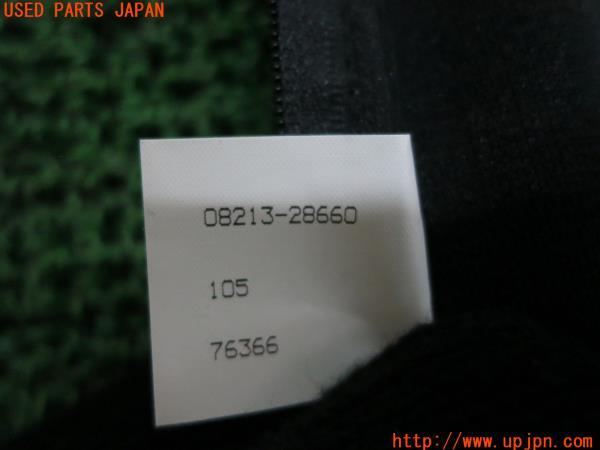 USED PARTS JAPAN
08213-28660
105
76366
http://www.upjpn.com